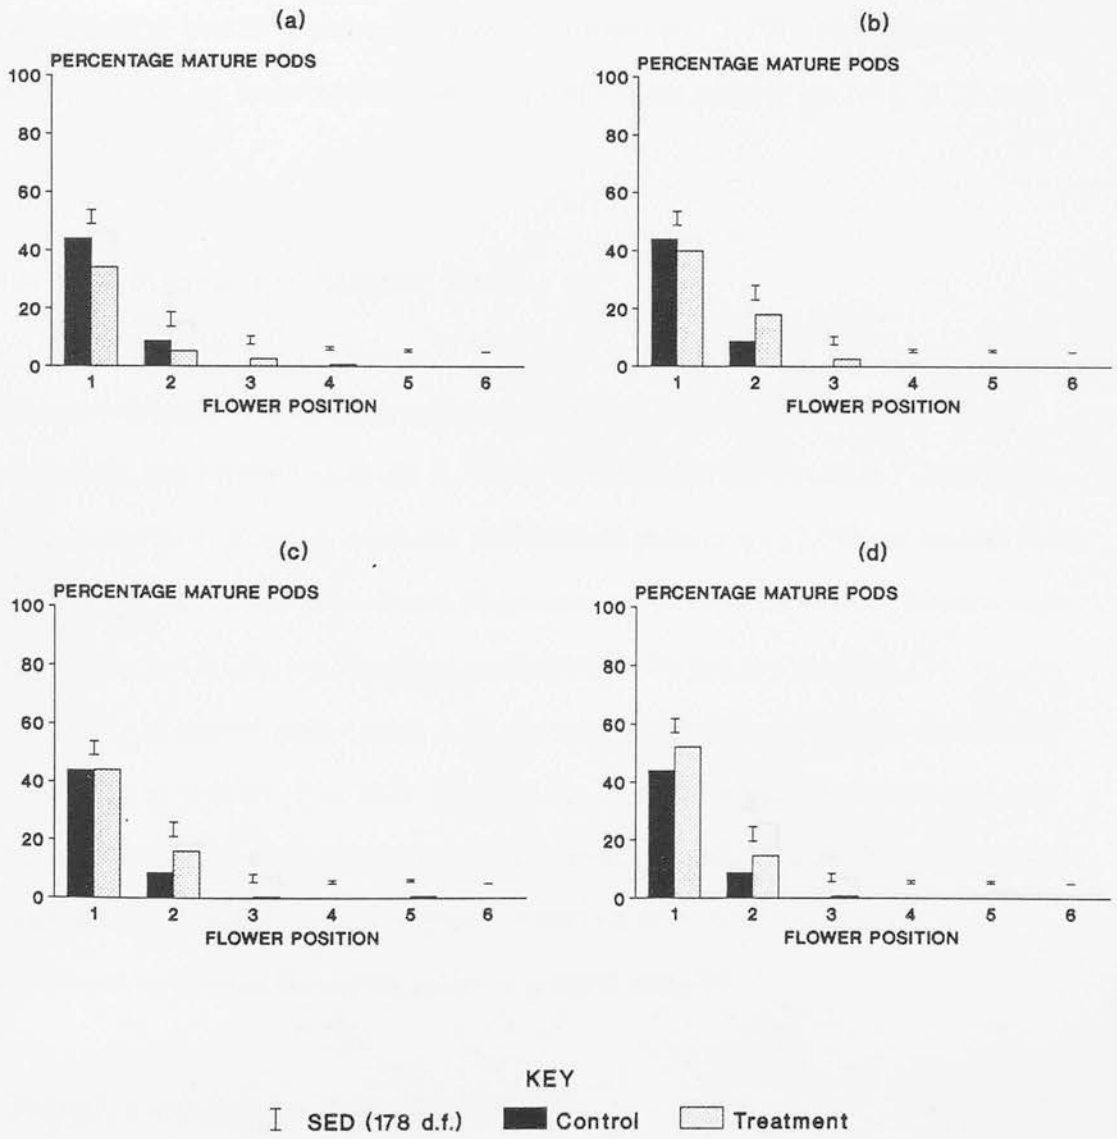 (a)
PERCENTAGE MATURE PODS
100
80
60
40
20
0
1 2 3 4 5 6
FLOWER POSITION
(b)
PERCENTAGE MATURE PODS
100
80
60
40
20
0
1 2 3 4 5 6
FLOWER POSITION
(c)
PERCENTAGE MATURE PODS
100
80
60
40
20
0
1 2 3 4 5 6
FLOWER POSITION
(d)
PERCENTAGE MATURE PODS
100
80
60
40
20
0
1 2 3 4 5 6
FLOWER POSITION
KEY
SED (178 d.f.) Control Treatment